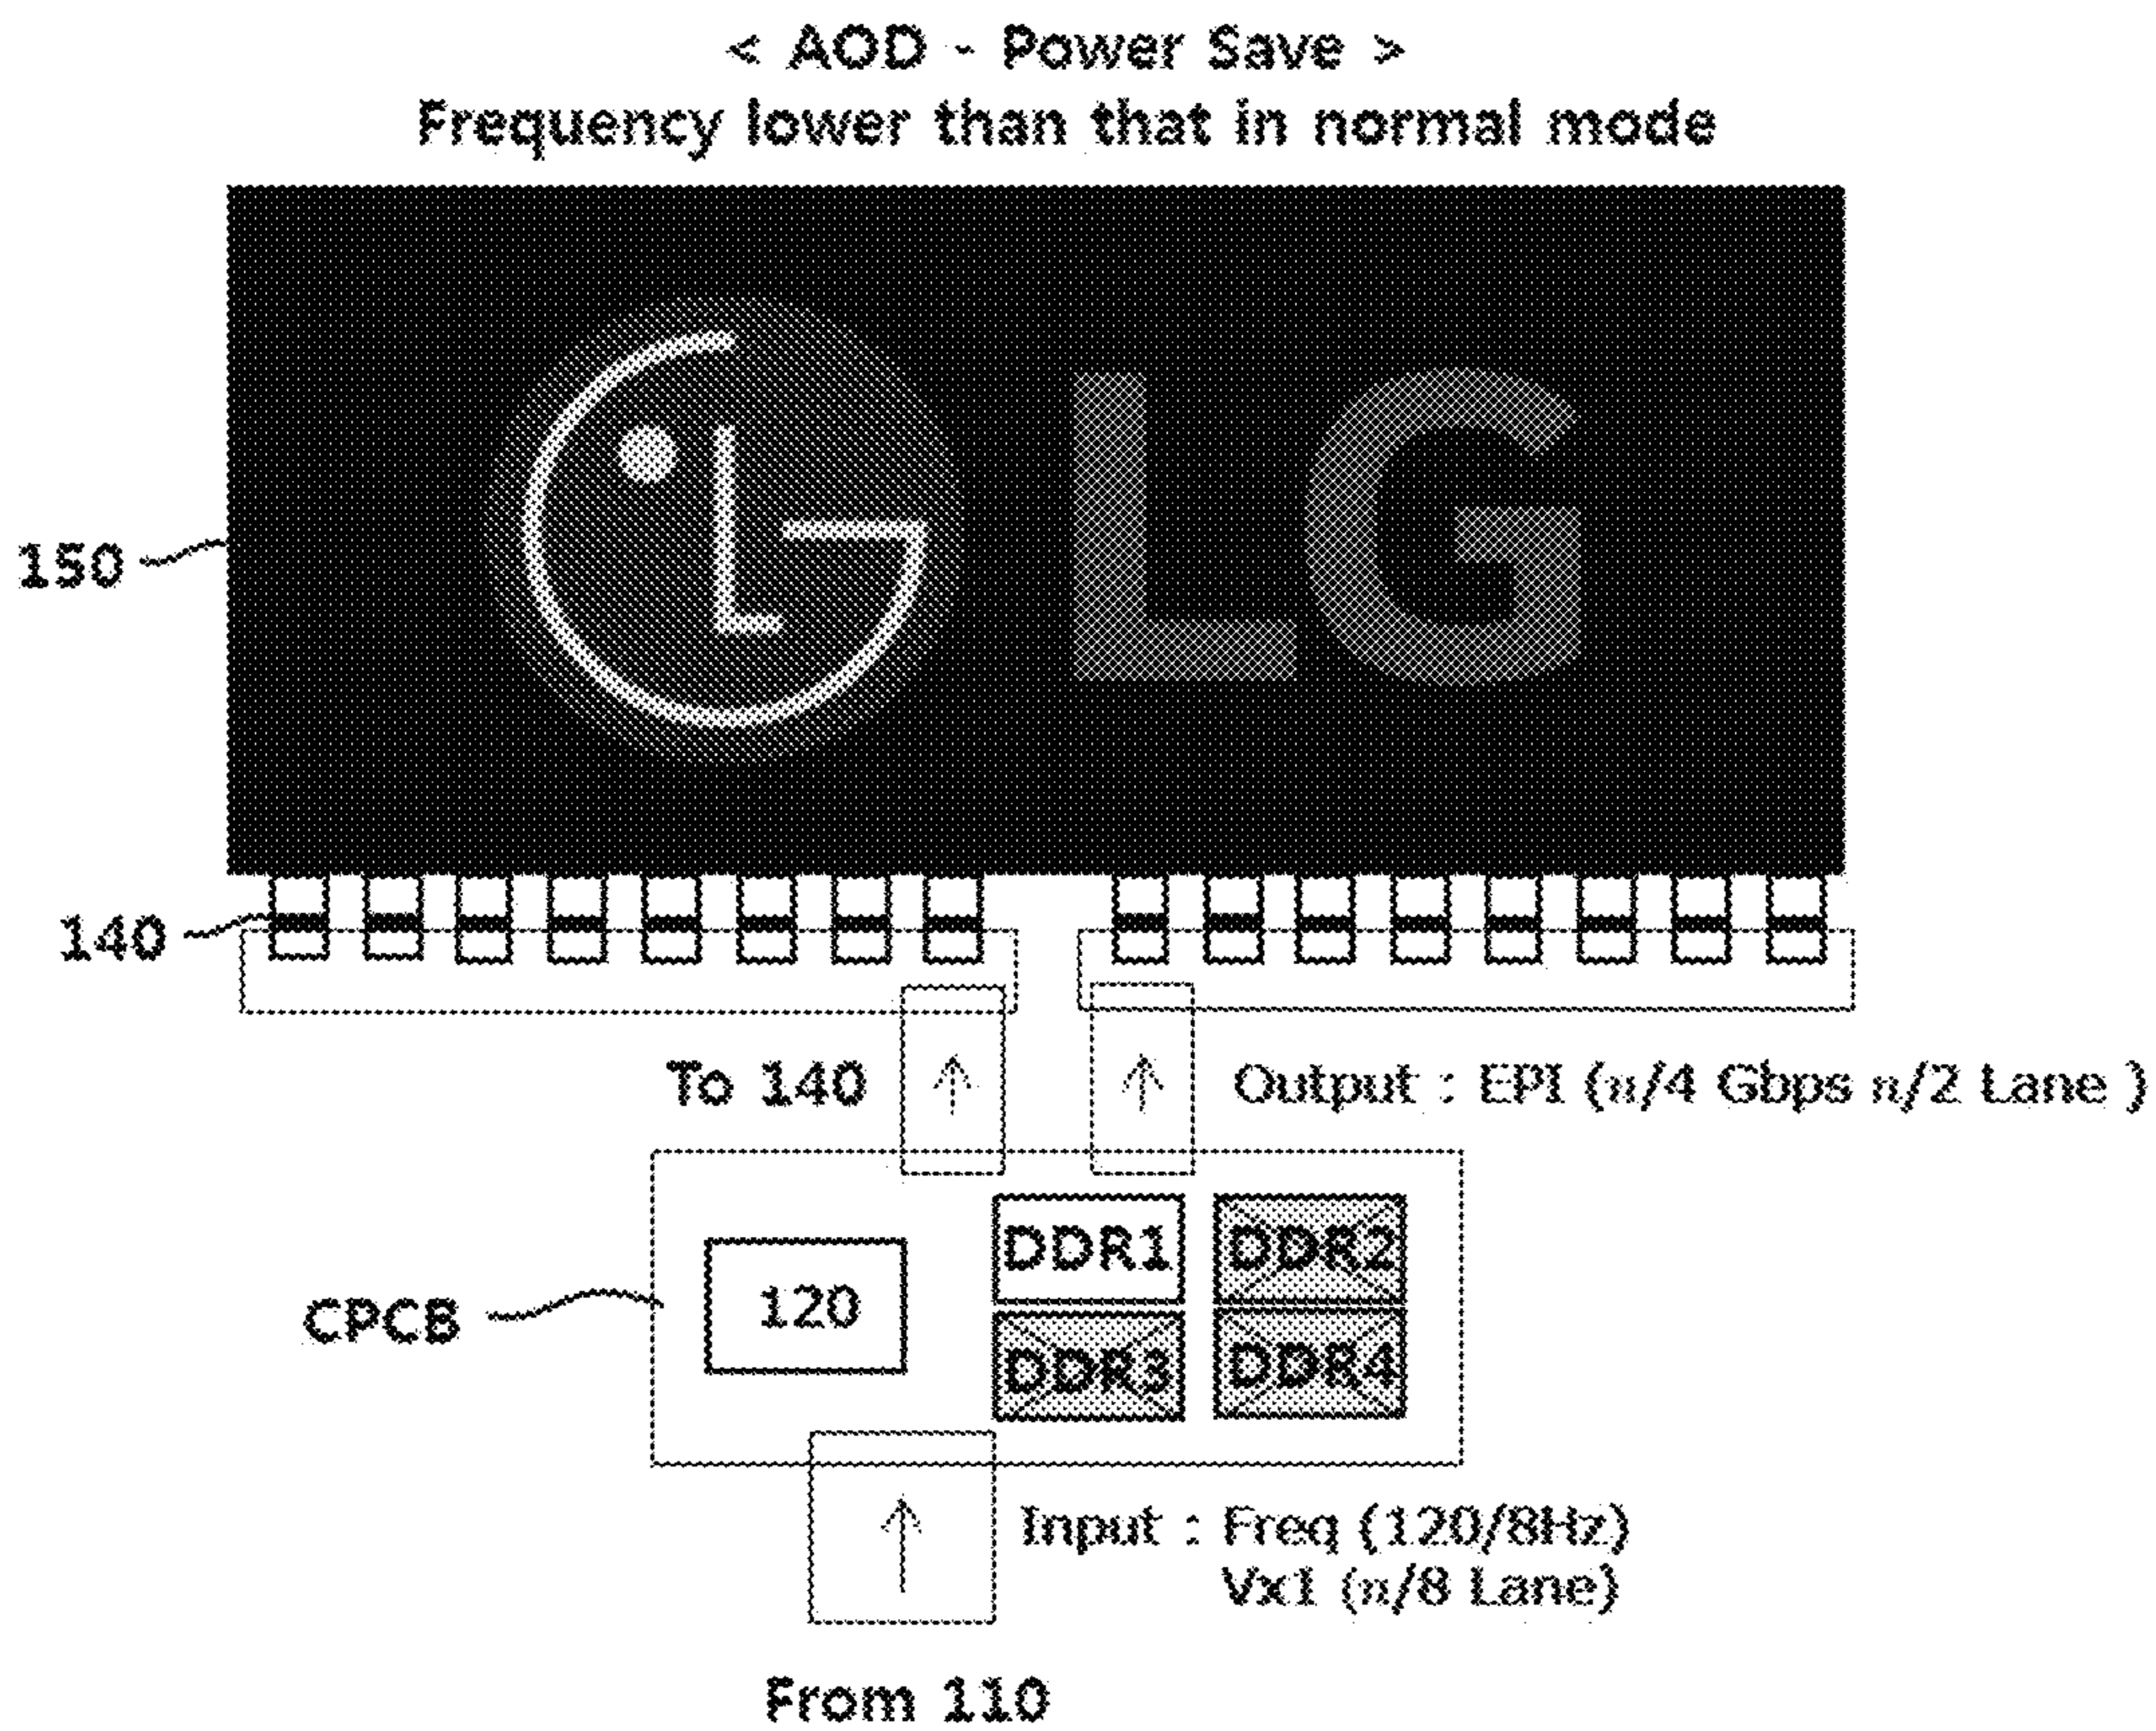 < AOD - Power Save >
Frequency lower than that in normal mode
LG LG
150
140
To 140
Output : EPI (n/4 Gbps n/2 Lane )
DDR1 DDR2
CPCB 120
DDR3 DDR4
Input : Freq (120/8Hz)
Vx1 (n/8 Lane)
From 110